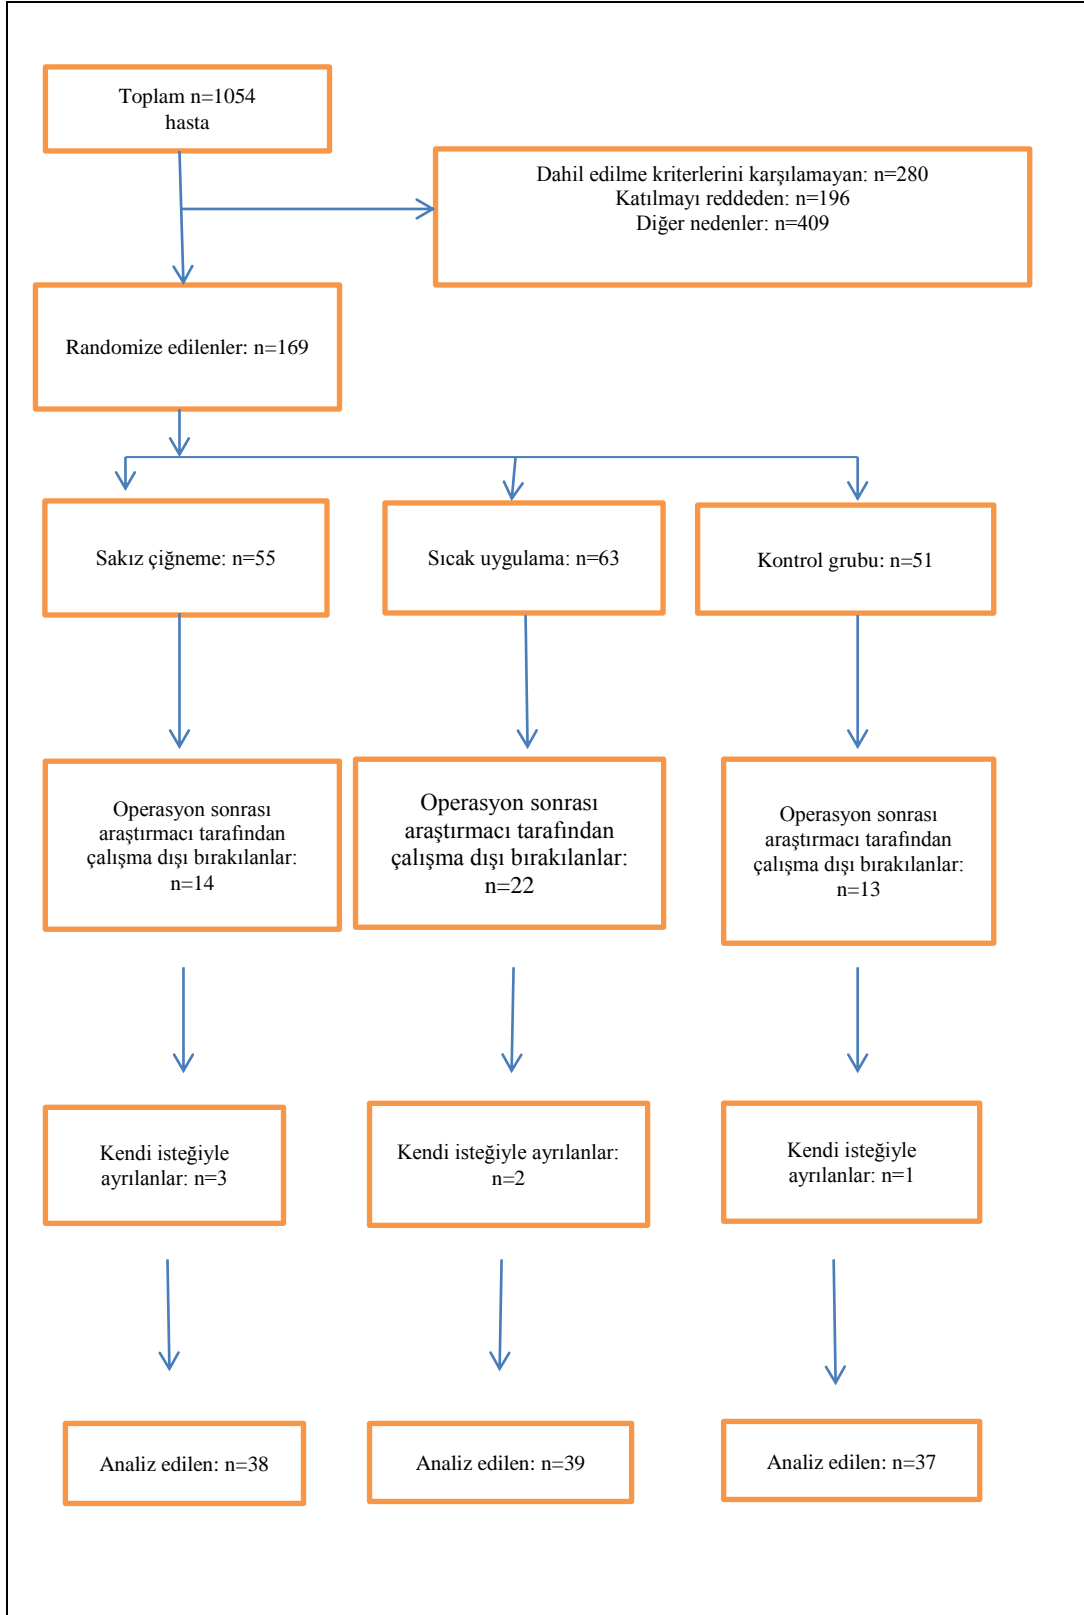 Toplam n=1054
hasta
Dahil edilme kriterlerini karşılamayan: n=280
Katılmayı reddeden: n=196
Diğer nedenler: n=409
Randomize edilenler: n=169
Sakız çiğneme: n=55
Sıcak uygulama: n=63
Kontrol grubu: n=51
Operasyon sonrası
araştırmacı tarafından
çalışma dışı bırakılanlar:
n=14
Operasyon sonrası
araştırmacı tarafından
çalışma dışı bırakılanlar:
n=22
Operasyon sonrası
araştırmacı tarafından
çalışma dışı bırakılanlar:
n=13
Kendi isteğiyle
ayrılanlar: n=3
Kendi isteğiyle ayrılanlar:
n=2
Kendi isteğiyle
ayrılanlar: n=1
Analiz edilen: n=38
Analiz edilen: n=39
Analiz edilen: n=37